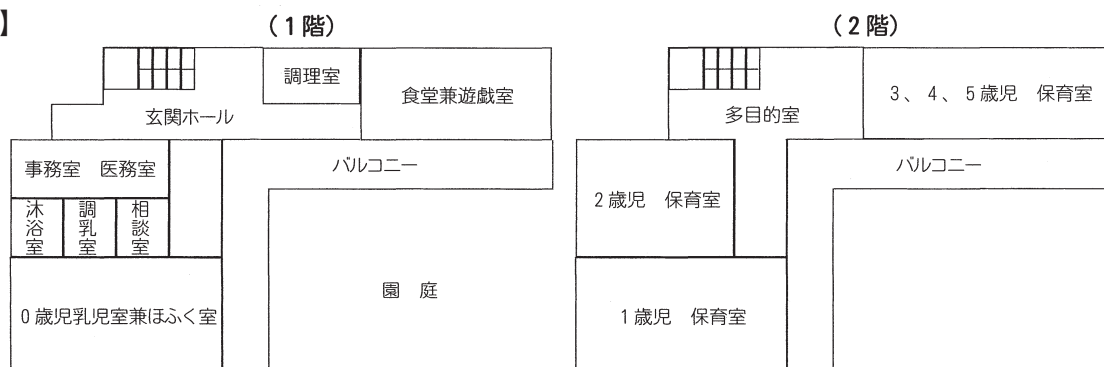 】
（1階）
調理室
食堂兼遊戯室
玄関ホール
事務室　医務室
バルコニー
沐浴室
調乳室
相談室
園　庭
0歳児乳児室兼ほふく室
（2階）
3、4、5歳児　保育室
多目的室
バルコニー
2歳児　保育室
1歳児　保育室